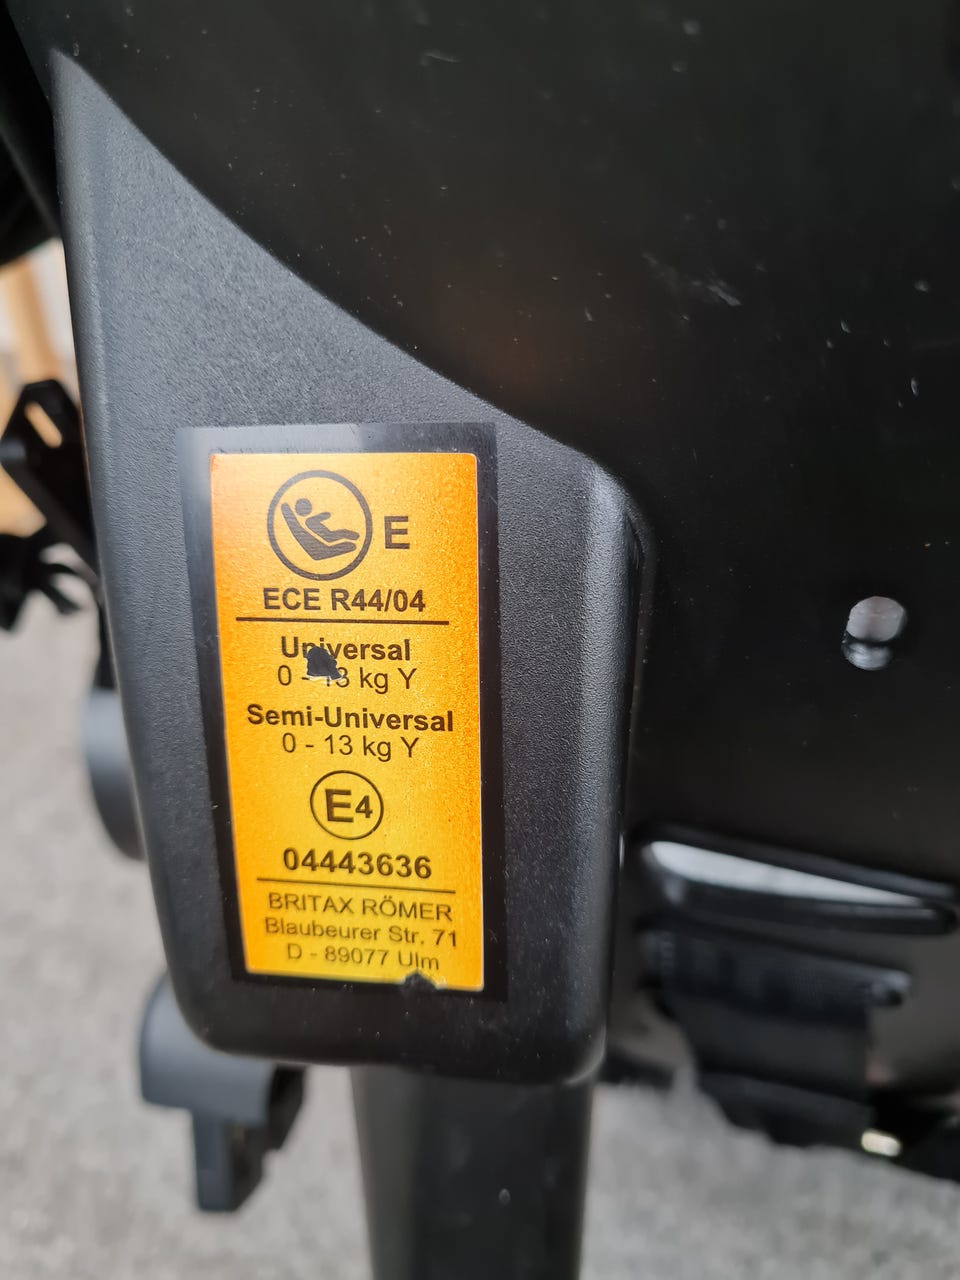 E
ECE R44/04
Universal
0 - 13 kg Y
Semi-Universal
0 - 13 kg Y
E4
04443636
BRITAX RÖMER
Blaubeurer Str. 71
D - 89077 Ulm